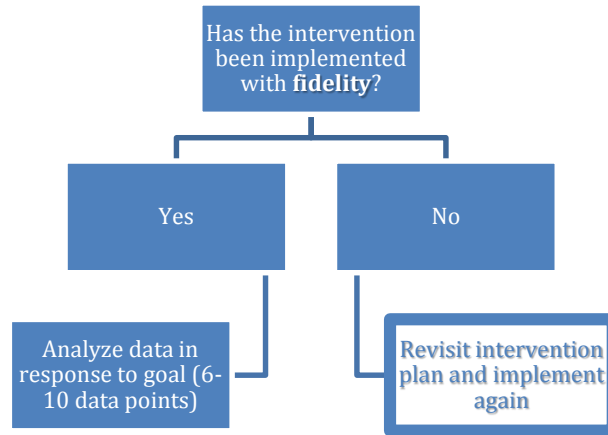 Has the intervention
been implemented
with fidelity?
Yes
No
Analyze data in
response to goal (6-
10 data points)
Revisit intervention
plan and implement
again